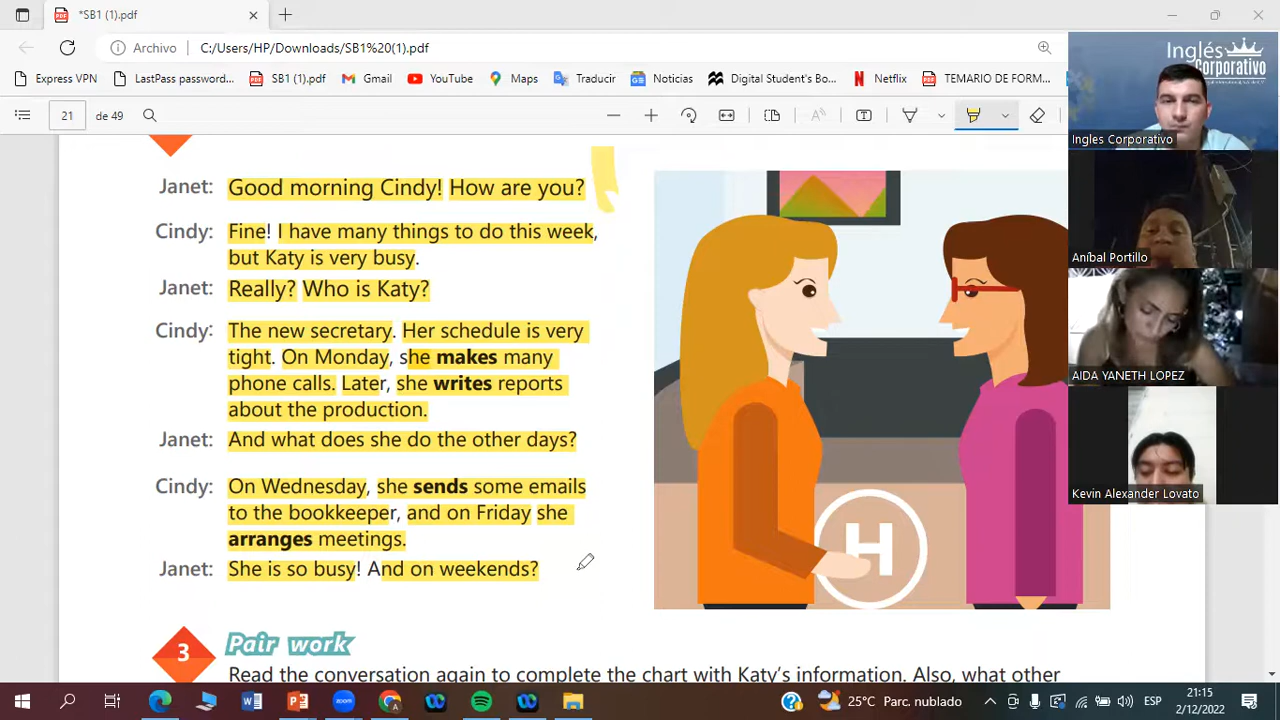 *SB1 (1).pdf
Archivo
C:/Users/HP/Downloads/SB1%20(1).pdf
Express VPN
LastPass password...
SB1 (1).pdf
Gmail
YouTube
Maps
Traducir
Noticias
Digital Student's Bo...
Netflix
TEMARIO DE FORM...
21
de 49
Inglés
Corporativo
Ingles Corporativo
Aníbal Portillo
AIDA YANETH LOPEZ
Kevin Alexander Lovato
Janet: Good morning Cindy! How are you?
Cindy: Fine! I have many things to do this week,
but Katy is very busy.
Janet: Really? Who is Katy?
Cindy: The new secretary. Her schedule is very
tight. On Monday, she makes many
phone calls. Later, she writes reports
about the production.
Janet: And what does she do the other days?
Cindy: On Wednesday, she sends some emails
to the bookkeeper, and on Friday she
arranges meetings.
Janet: She is so busy! And on weekends?
H
3
Pair work
Read the conversation again to complete the chart with Katy's information. Also, what other
25°C Parc. nublado
ESP
21:15
2/12/2022